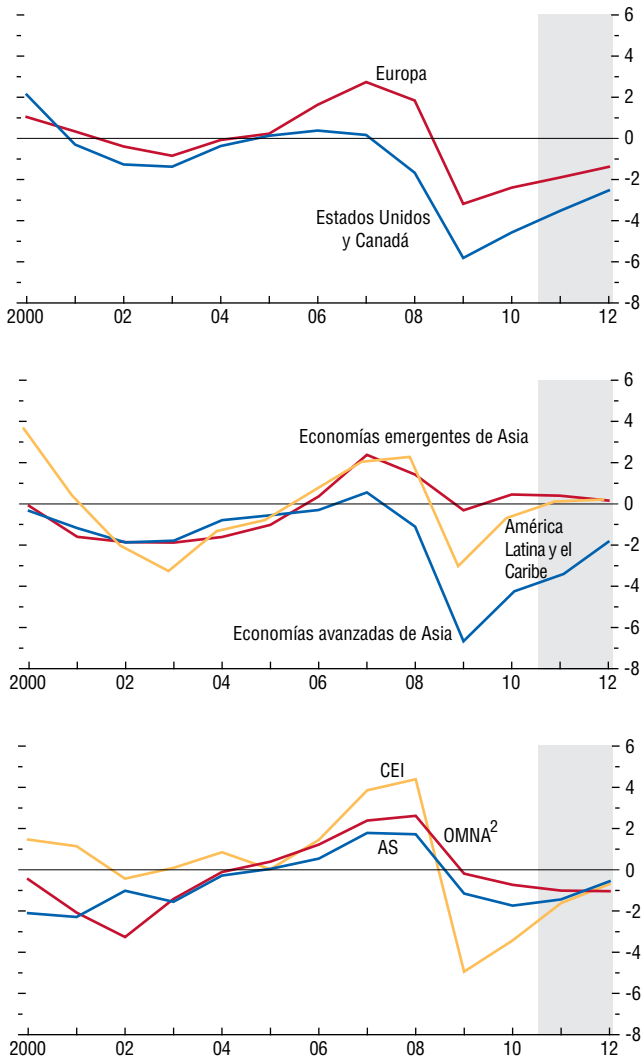 6
4
Europa
2
0
-2
Estados Unidos
y Canadá
-4
-6
-8
2000 02 04 06 08 10 12
6
4
Economías emergentes de Asia
2
0
América
Latina y el
Caribe
-2
-4
Economías avanzadas de Asia
-6
-8
2000 02 04 06 08 10 12
6
CEI
4
OMNA2
AS
2
0
-2
-4
-6
-8
2000 02 04 06 08 10 12